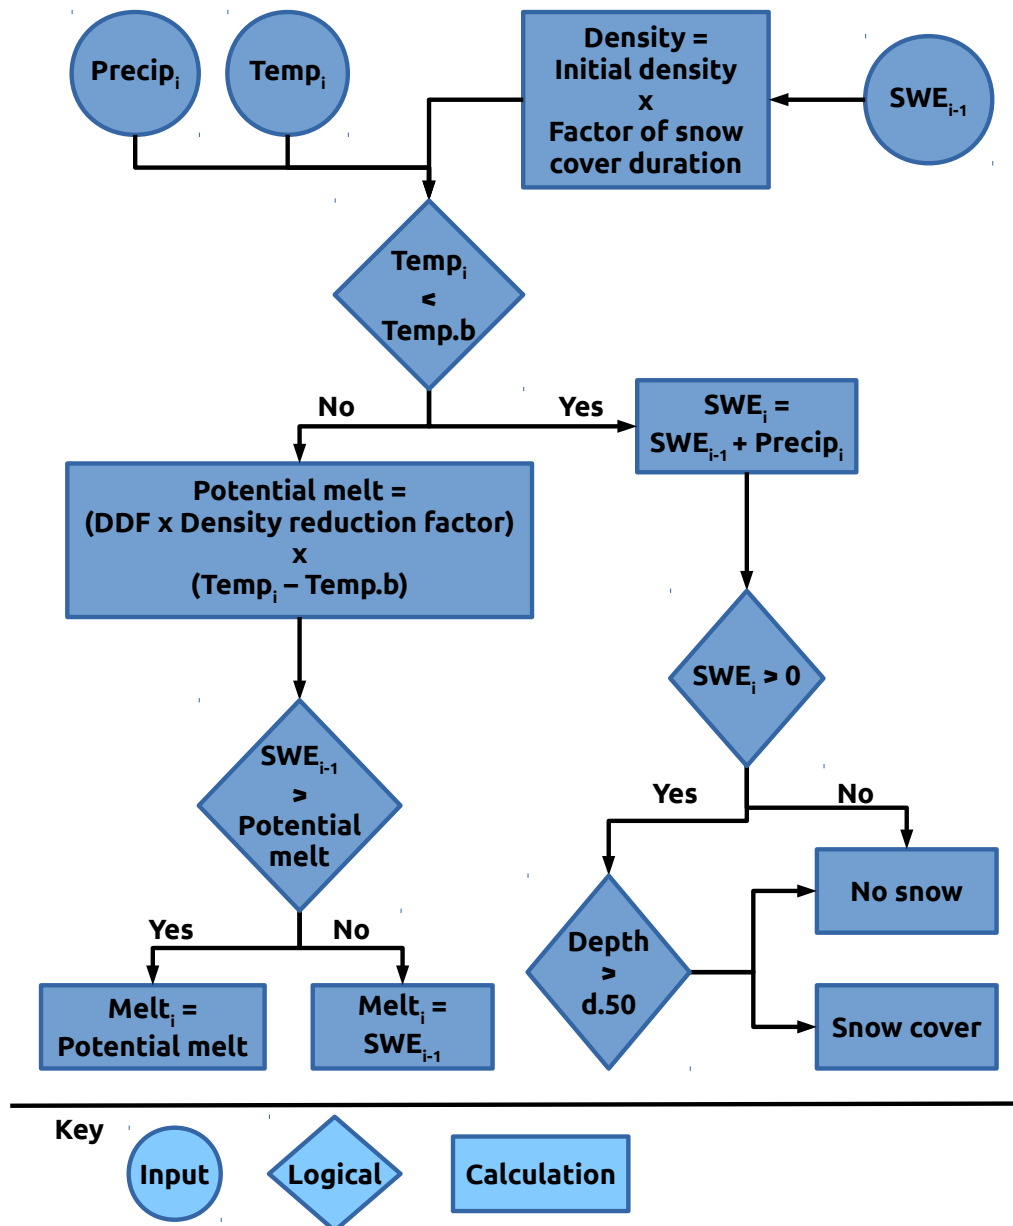 Precipᵢ
Tempᵢ
Density =
Initial density
x
Factor of snow
cover duration
SWEᵢ₋₁
Tempᵢ
<
Temp.b
No
Yes
SWEᵢ =
SWEᵢ₋₁ + Precipᵢ
Potential melt =
(DDF x Density reduction factor)
x
(Tempᵢ – Temp.b)
SWEᵢ > 0
SWEᵢ₋₁
>
Potential
melt
Yes
No
Yes
No
Depth
>
d.50
No snow
Snow cover
Meltᵢ =
Potential melt
Meltᵢ =
SWEᵢ₋₁
Key
Input
Logical
Calculation